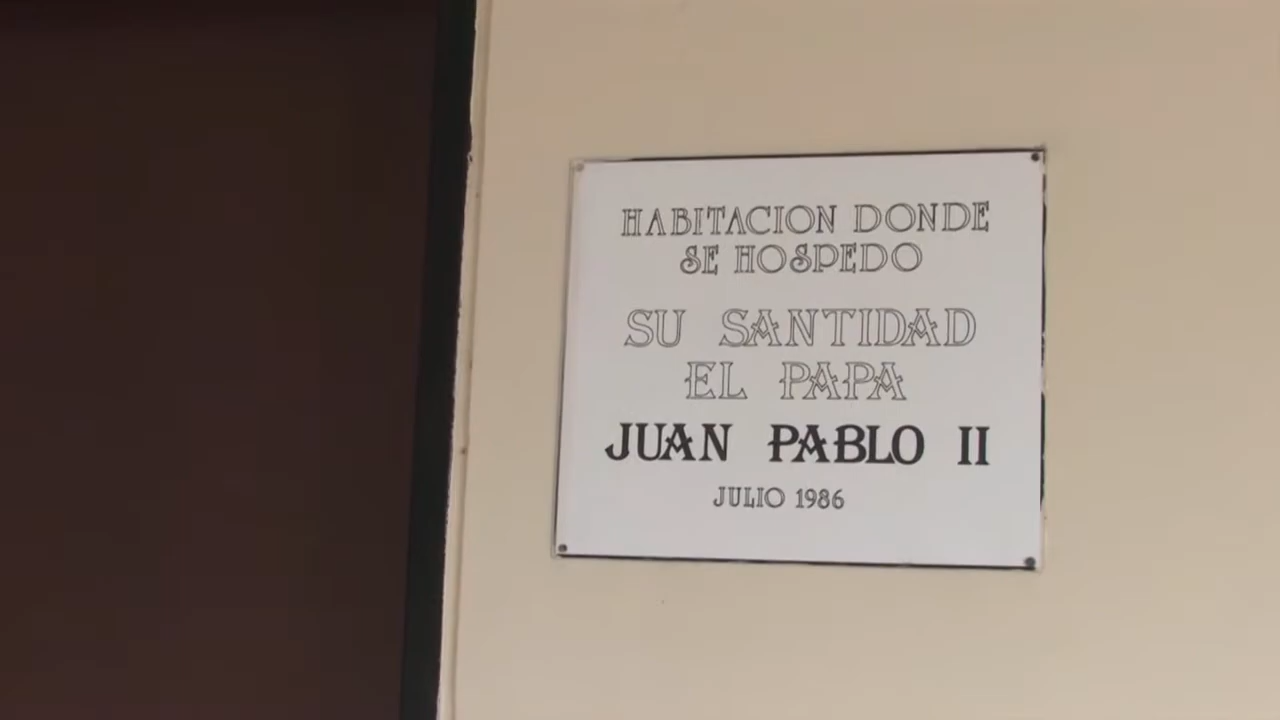 HABITACION DONDE
SE HOSPEDO
SU SANTIDAD
EL PAPA
JUAN PABLO II
JULIO 1986